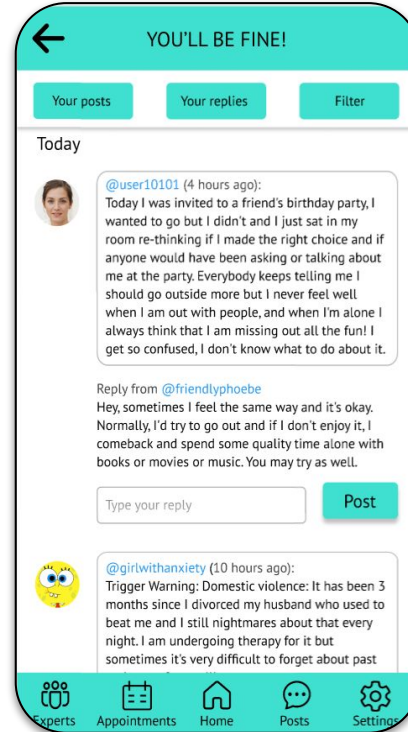 YOU'LL BE FINE!
Your posts
Your replies
Filter
Today
@user10101 (4 hours ago):
Today I was invited to a friend's birthday party, I
wanted to go but I didn't and I just sat in my
room re-thinking if I made the right choice and if
anyone would have been asking or talking about
me at the party. Everybody keeps telling me I
should go outside more but I never feel well
when I am out with people, and when I'm alone I
always think that I am missing out all the fun! I
get so confused, I don't know what to do about it.
Reply from @friendlyphoebe
Hey, sometimes I feel the same way and it's okay.
Normally, I'd try to go out and if I don't enjoy it, I
comeback and spend some quality time alone with
books or movies or music. You may try as well.
Type your reply
Post
@girlwithanxiety (10 hours ago):
Trigger Warning: Domestic violence: It has been 3
months since I divorced my husband who used to
beat me and I still nightmares about that every
night. I am undergoing therapy for it but
sometimes it's very difficult to forget about past
Experts
Appointments
Home
Posts
Settings